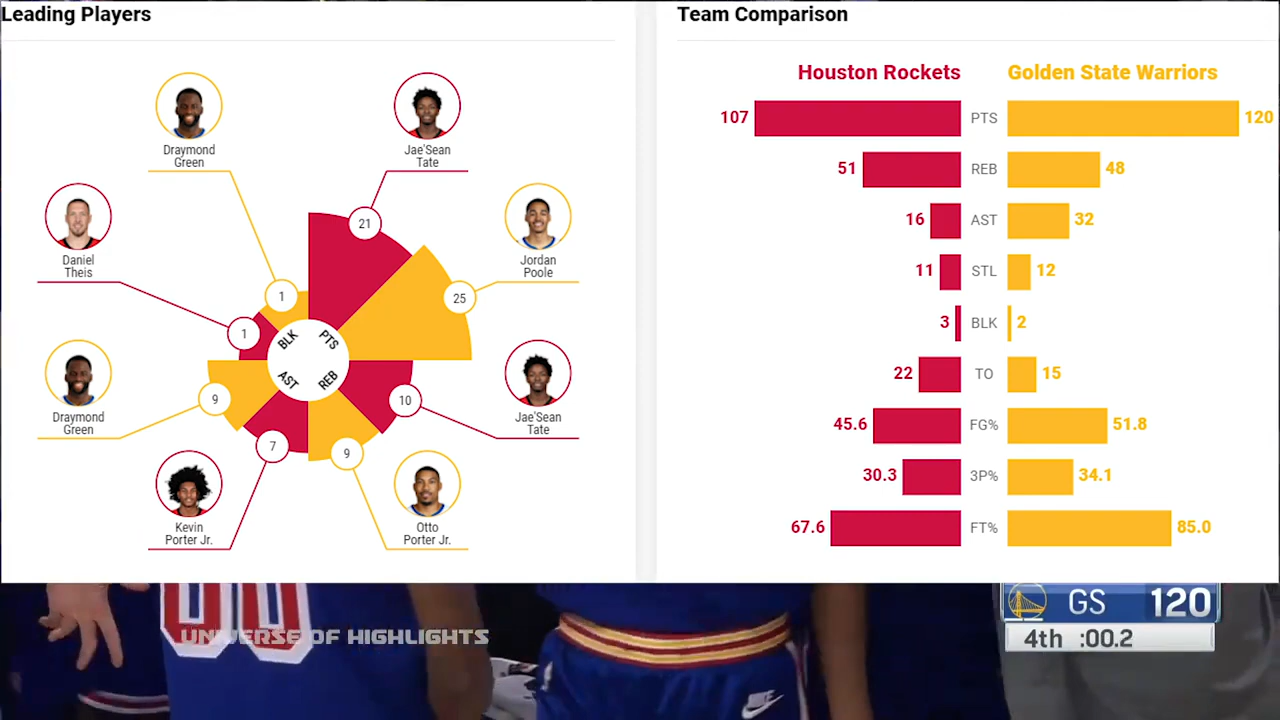 Leading Players
Team Comparison
Draymond
Green
Jae'Sean
Tate
Daniel
Theis
Jordan
Poole
Draymond
Green
Jae'Sean
Tate
Kevin
Porter Jr.
Otto
Porter Jr.
21
25
10
9
7
9
1
1
PTS
REB
AST
BLK
Houston Rockets
Golden State Warriors
107 PTS 120
51 REB 48
16 AST 32
11 STL 12
3 BLK 2
22 TO 15
45.6 FG% 51.8
30.3 3P% 34.1
67.6 FT% 85.0
00
UNIVERSE OF HIGHLIGHTS
GS 120
4th :00.2